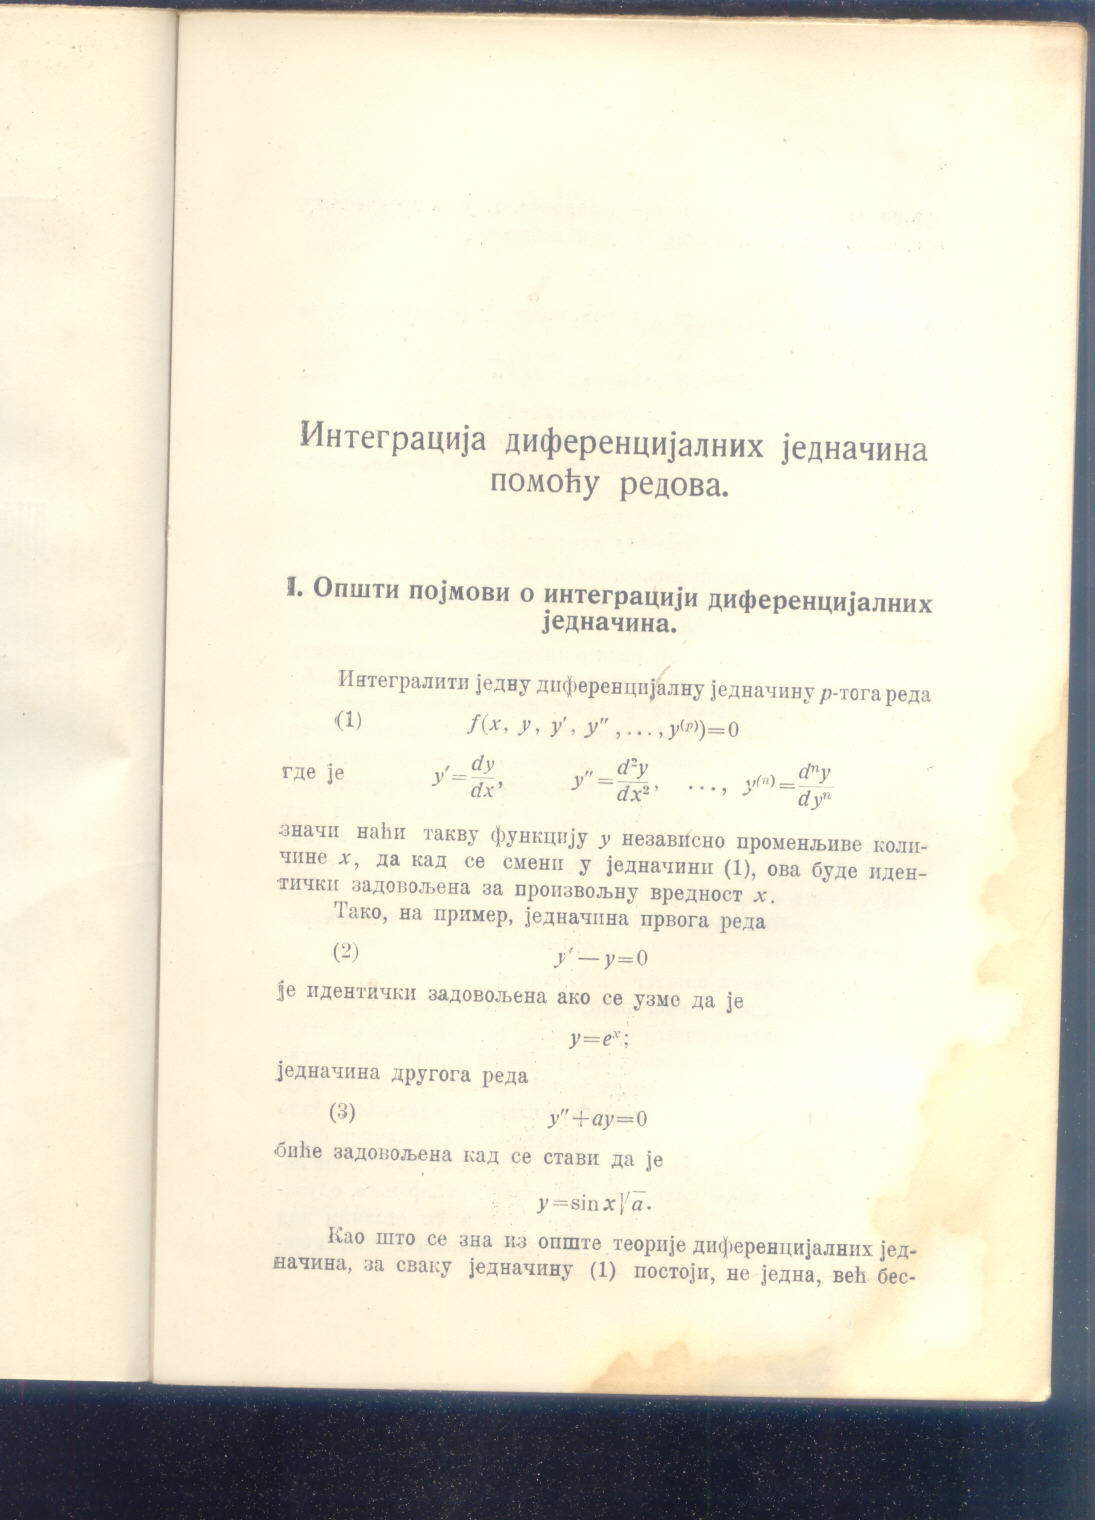 Интеграција диференцијалних једначина
помоћу редова.
I. Општи појмови о интеграцији диференцијалних
једначина.
Интегралити једну диференцијалну једначину p-тога реда
(1) f(x, y, y′, y″, ..., y⁽ᵖ⁾)=0
где је y′=dy/dx, y″=d²y/dx², ..., y⁽ⁿ⁾=dⁿy/dyⁿ
значи наћи такву функцију y независно променљиве коли-
чине x, да кад се смени у једначини (1), ова буде иден-
тички задовољена за произвољну вредност x.
Тако, на пример, једначина првога реда
(2) y′—y=0
је идентички задовољена ако се узме да је
y=eˣ;
једначина другога реда
(3) y″+ay=0
биће задовољена кад се стави да је
y=sin x√a.
Као што се зна из опште теорије диференцијалних јед-
начина, за сваку једначину (1) постоји, не једна, већ бес-